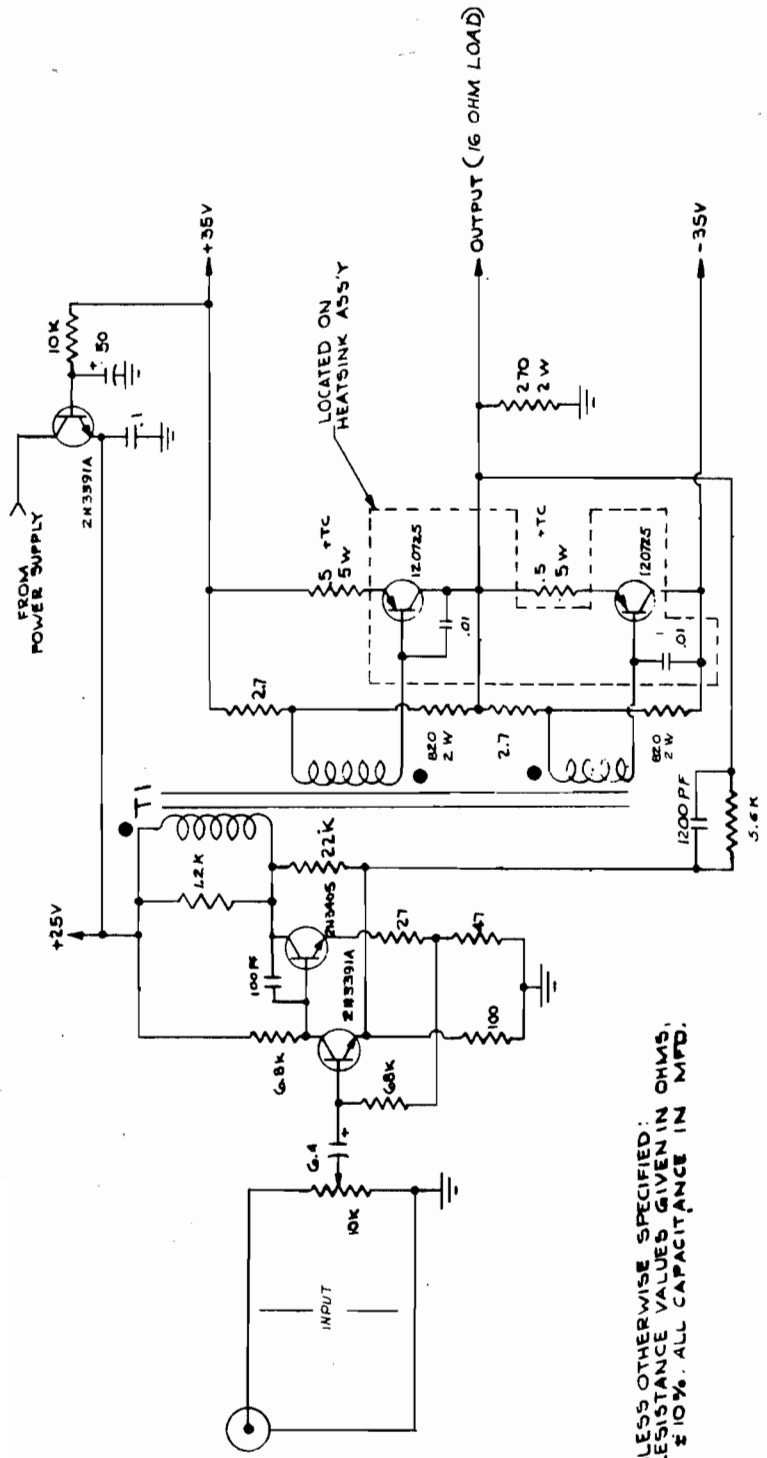 FROM
POWER SUPPLY
2N3391A
10K
+ 50
.1
+35V
+25V
T1
1.2K
2.7
.5 +TC
5W
LOCATED ON
HEATSINK ASS'Y
120725
.01
820
2W
2.7
.5 +TC
5W
120725
.01
820
2W
OUTPUT (16 OHM LOAD)
270
2W
-35V
6.8K
100PF
2N3405
22K
2N3391A
INPUT
10K
6.4
+
68K
27
47
100
1200PF
5.6K
LESS OTHERWISE SPECIFIED:
ESISTANCE VALUES GIVEN IN OHMS,
± 10%. ALL CAPACITANCE IN MFD.